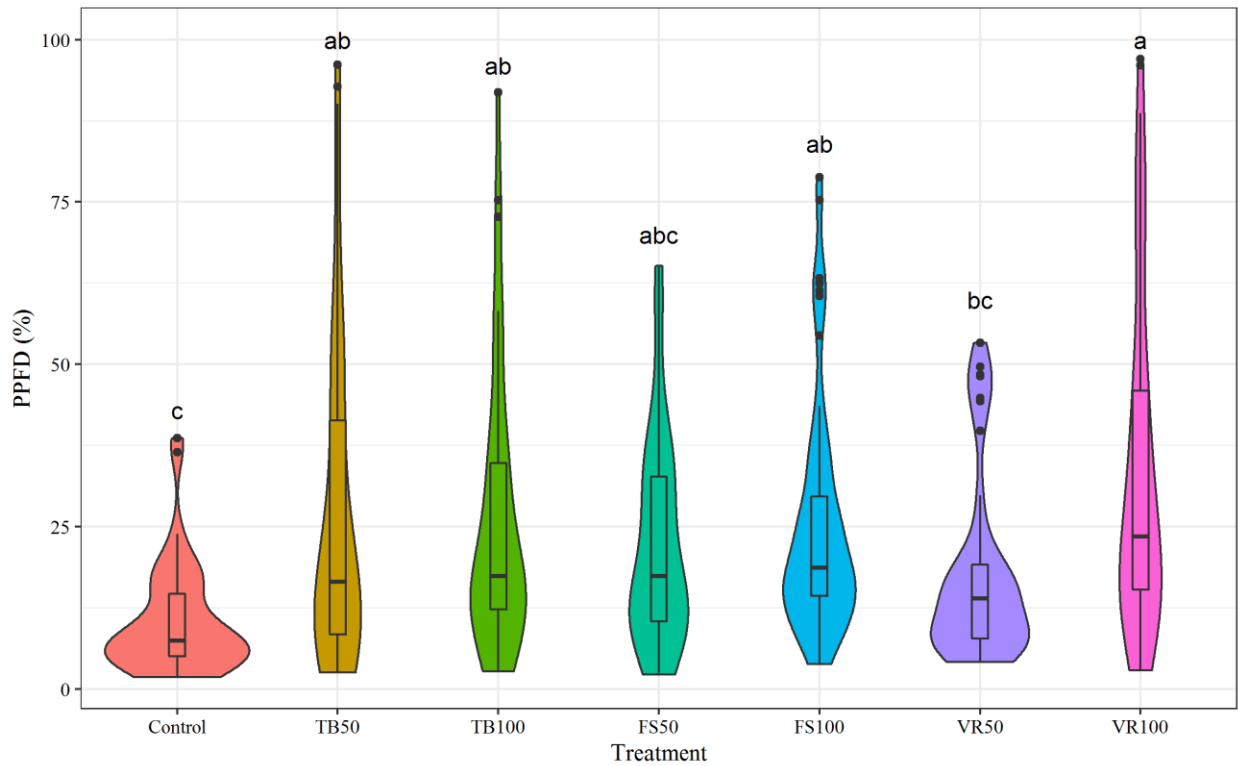 100
75
50
25
0
PPFD (%)
c
ab
ab
abc
ab
bc
a
Control
TB50
TB100
FS50
FS100
VR50
VR100
Treatment